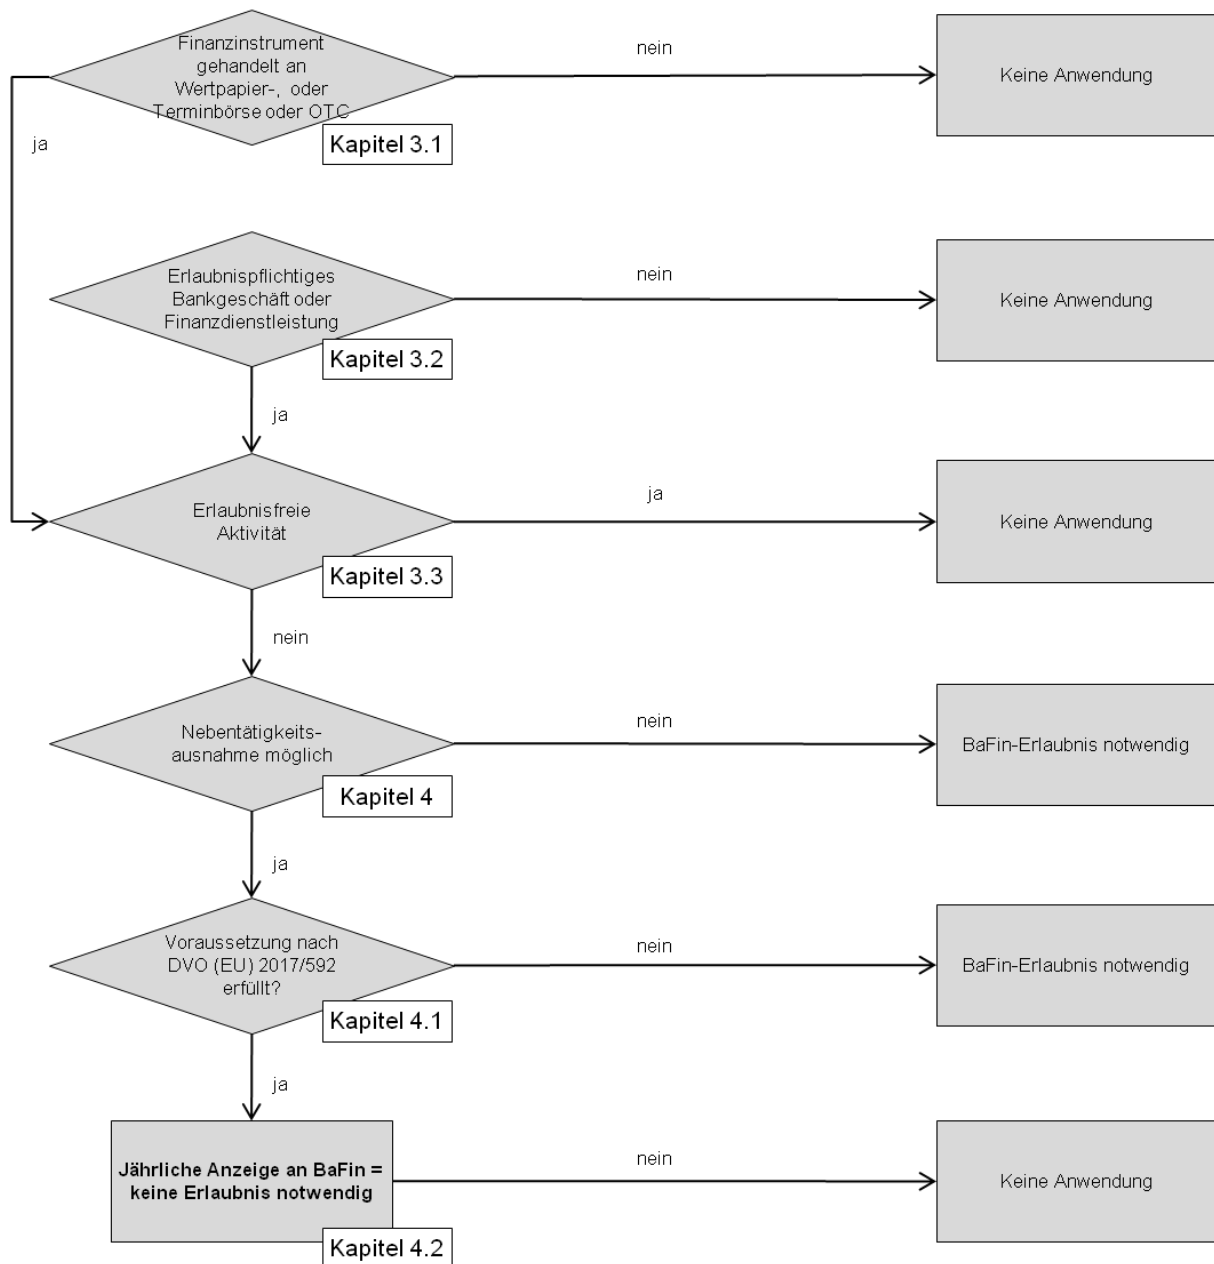 Finanzinstrument
gehandelt an
Wertpapier-, oder
Terminbörse oder OTC
Kapitel 3.1
nein
Keine Anwendung
ja
Erlaubnispflichtiges
Bankgeschäft oder
Finanzdienstleistung
Kapitel 3.2
nein
Keine Anwendung
ja
Erlaubnisfreie
Aktivität
Kapitel 3.3
ja
Keine Anwendung
nein
Nebentätigkeits-
ausnahme möglich
Kapitel 4
nein
BaFin-Erlaubnis notwendig
ja
Voraussetzung nach
DVO (EU) 2017/592
erfüllt?
Kapitel 4.1
nein
BaFin-Erlaubnis notwendig
ja
Jährliche Anzeige an BaFin =
keine Erlaubnis notwendig
Kapitel 4.2
nein
Keine Anwendung